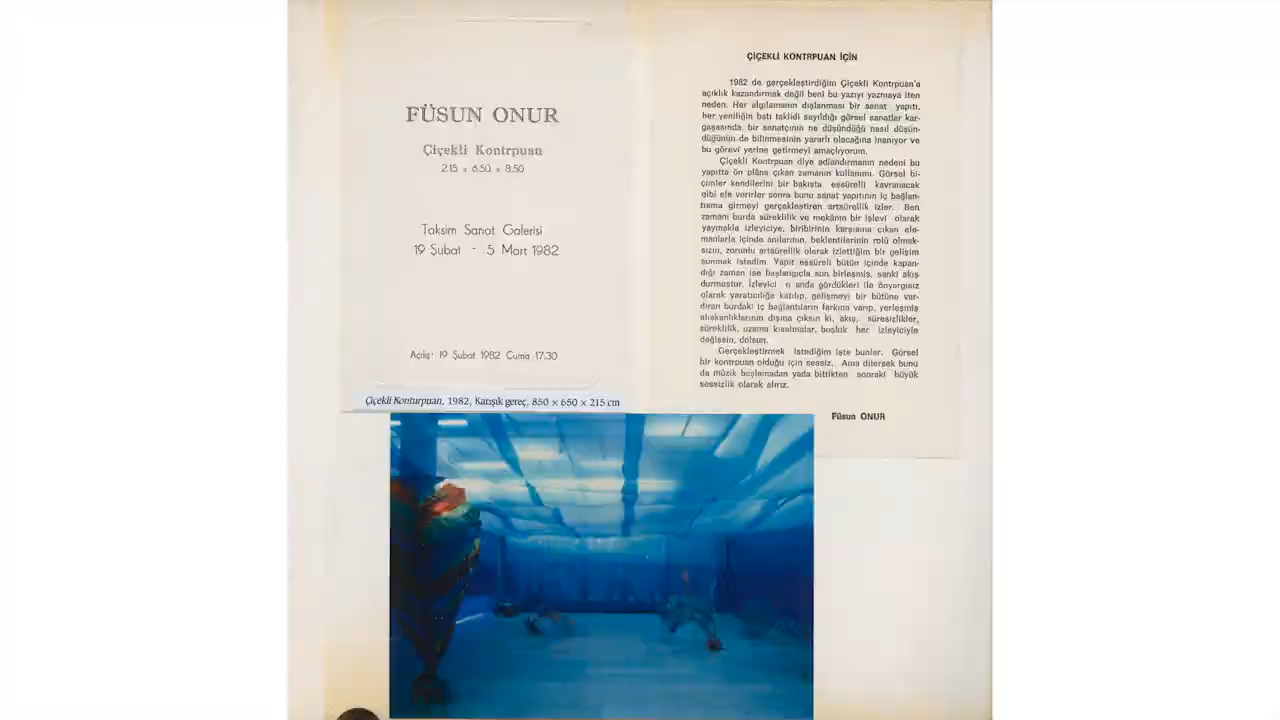 FÜSUN ONUR
Çiçekli Kontrpuan
215 x 6.50 x 8.50
Taksim Sanat Galerisi
19 Şubat - 5 Mart 1982
Açılış: 19 Şubat 1982 Cuma 17.30
Çiçekli Konturpuan, 1982, Karışık gereç, 850 × 650 × 215 cm
ÇİÇEKLİ KONTRPUAN İÇİN
1982 de gerçekleştirdiğim Çiçekli Kontrpuan'a
açıklık kazandırmak değil beni bu yazıyı yazmaya iten
neden. Her algılamanın dışlanması bir sanat yapıtı,
her yeniliğin batı taklidi sayıldığı görsel sanatlar kar-
gaşasında, bir sanatçının ne düşündüğü nasıl düşün-
düğünün de bilinmesinin yararlı olacağına inanıyor ve
bu görevi yerine getirmeyi amaçlıyorum.
Çiçekli Kontrpuan diye adlandırmanın nedeni bu
yapıtta ön plâna çıkan zamanın kullanımı. Görsel bi-
çimler kendilerini bir bakışta essürelli kavranacak
gibi ele verirler sonra bunu sanat yapıtının iç bağlan-
tısına girmeyi gerçekleştiren artsürellik izler. Ben
zamanı burda süreklilik ve mekânın bir işlevi olarak
yaymakla izleyiciye, biribirinin karşısına çıkan ele-
manlarla içinde anılarının, beklentilerinin rolü olmak-
sızın, zorunlu artsürellik olarak izlettiğim bir gelişim
sunmak istedim. Yapıt essüreli bütün içinde kapan-
dığı zaman ise başlangıçla son birleşmiş, sanki akış
durmuştur. İzleyici o anda gördükleri ile önyargısız
olarak yaratıcılığa katılıp, gelişmeyi bir bütüne var-
dıran burdaki iç bağlantıların farkına varıp, yerleşmiş
alışkanlıklarının dışına çıksın ki, akış, süresizlikler,
süreklilik, uzama kısalmalar, boşluk her izleyiciyle
değişsin, dolsun.
Gerçekleştirmek istediğim işte bunlar. Görsel
bir kontrpuan olduğu için sessiz. Ama dilersek bunu
da müzik başlamadan yada bittikten sonraki büyük
sessizlik olarak alırız.
Füsun ONUR